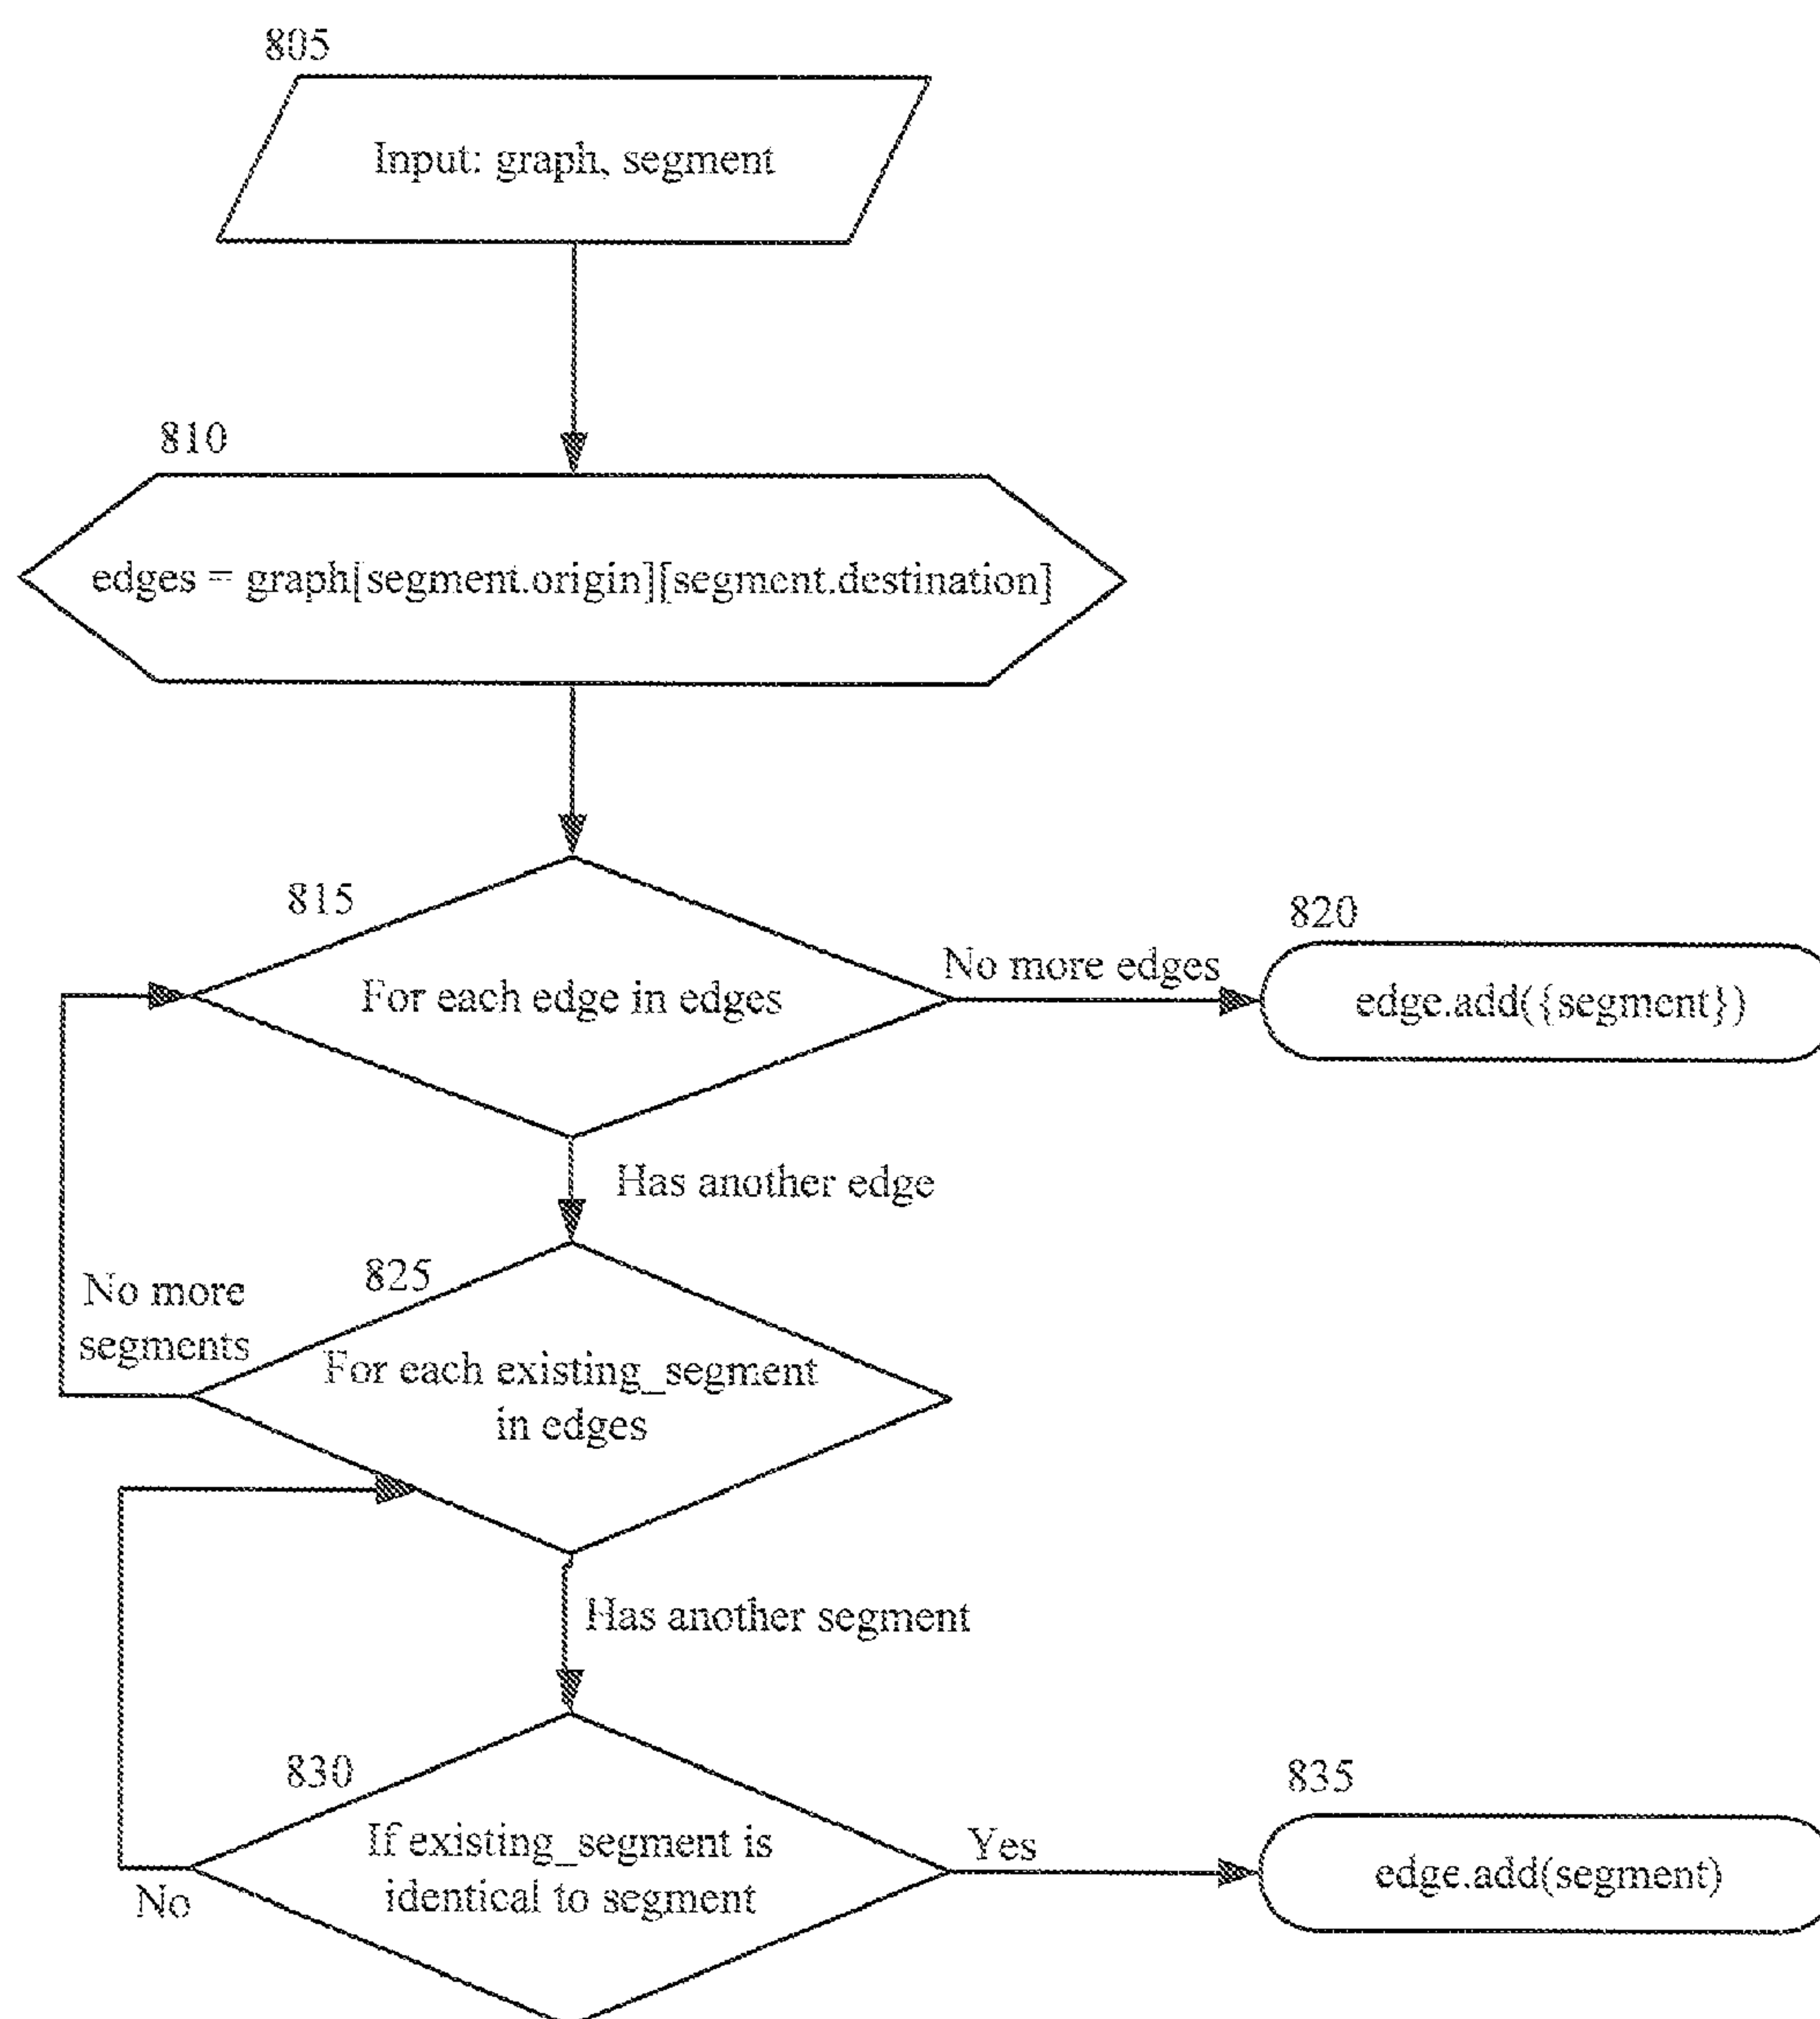 805
Input: graph, segment
810
edges = graph[segment.origin][segment.destination]
815
For each edge in edges
No more edges
820
edge.add({segment})
Has another edge
825
No more
segments
For each existing_segment
in edges
Has another segment
830
If existing_segment is
identical to segment
Yes
No
835
edge.add(segment)